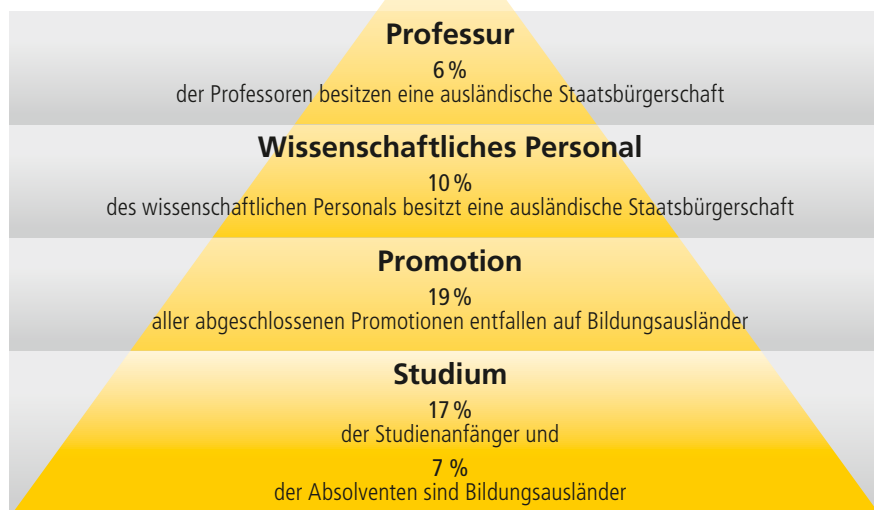 Professur
6 %
der Professoren besitzen eine ausländische Staatsbürgerschaft
Wissenschaftliches Personal
10 %
des wissenschaftlichen Personals besitzt eine ausländische Staatsbürgerschaft
Promotion
19 %
aller abgeschlossenen Promotionen entfallen auf Bildungsausländer
Studium
17 %
der Studienanfänger und
7 %
der Absolventen sind Bildungsausländer